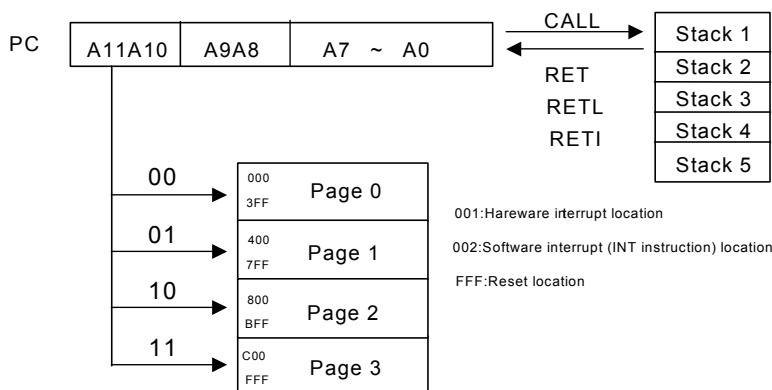 PC
A11A10 A9A8 A7 ~ A0
CALL
RET
RETL
RETI
Stack 1
Stack 2
Stack 3
Stack 4
Stack 5
00
000
3FF
Page 0
01
400
7FF
Page 1
10
800
BFF
Page 2
11
C00
FFF
Page 3
001:Hareware interrupt location
002:Software interrupt (INT instruction) location
FFF:Reset location